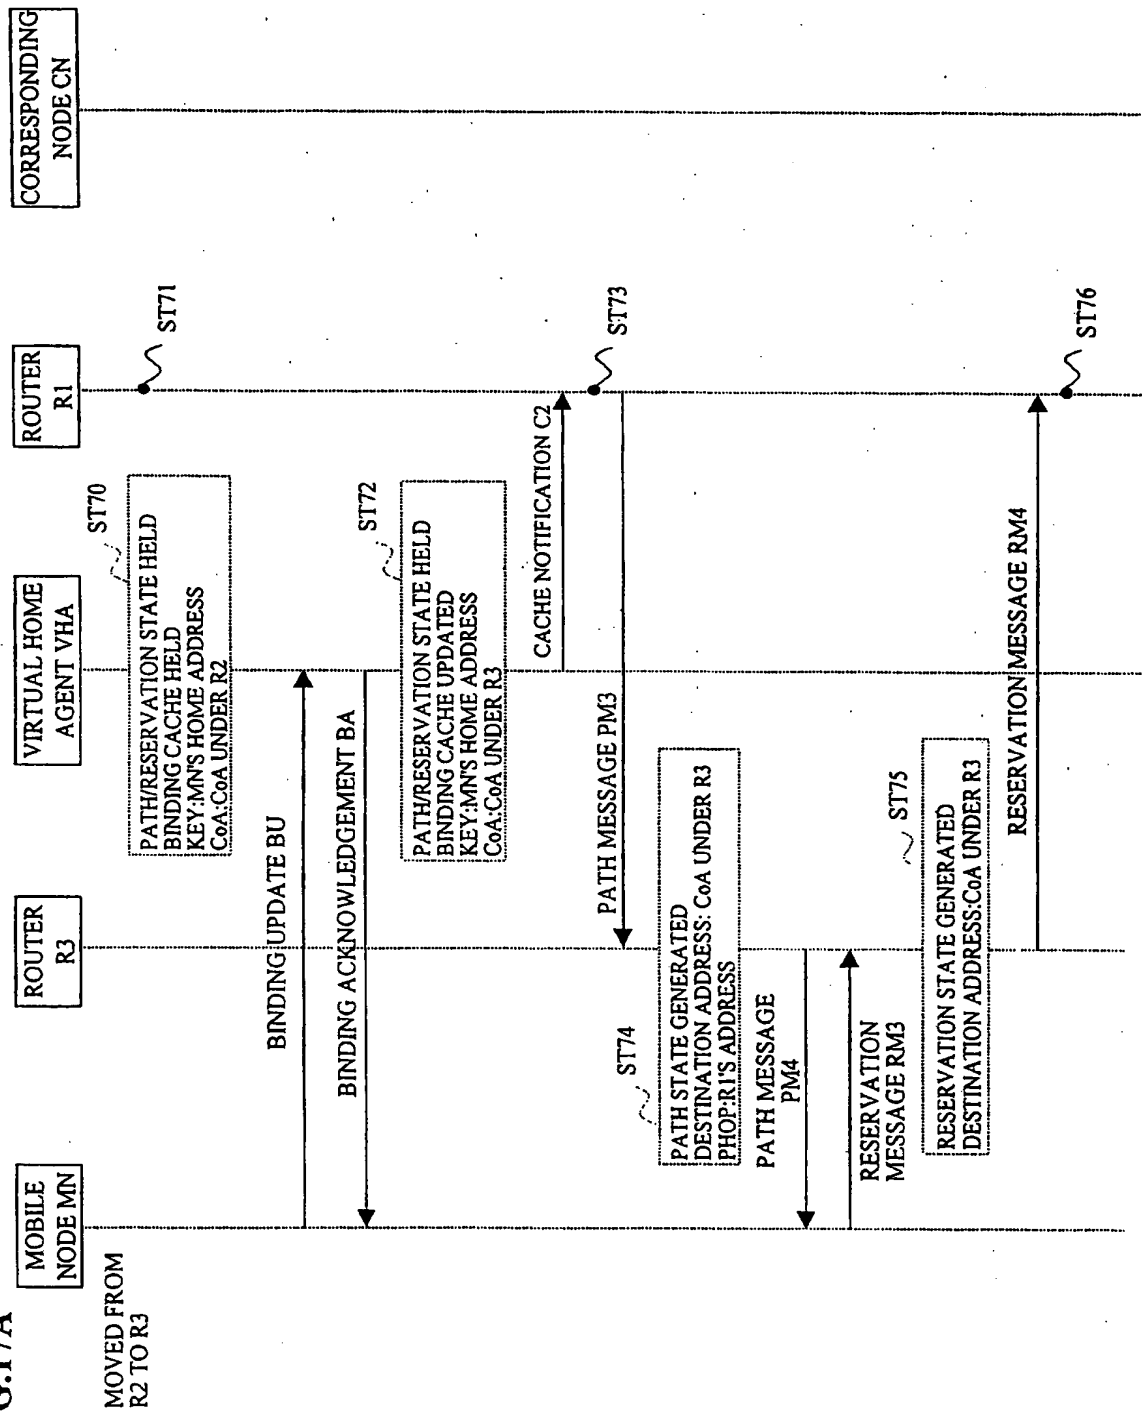 G.17A
MOVED FROM
R2 TO R3
MOBILE
NODE MN
ROUTER
R3
VIRTUAL HOME
AGENT VHA
ROUTER
R1
CORRESPONDING
NODE CN
ST70
PATH/RESERVATION STATE HELD
BINDING CACHE HELD
KEY:MN'S HOME ADDRESS
CoA:CoA UNDER R2
ST71
BINDING UPDATE BU
BINDING ACKNOWLEDGEMENT BA
ST72
PATH/RESERVATION STATE HELD
BINDING CACHE UPDATED
KEY:MN'S HOME ADDRESS
CoA:CoA UNDER R3
CACHE NOTIFICATION C2
ST73
PATH MESSAGE PM3
ST74
PATH STATE GENERATED
DESTINATION ADDRESS: CoA UNDER R3
PHOP:R1'S ADDRESS
PATH MESSAGE
PM4
RESERVATION
MESSAGE RM3
ST75
RESERVATION STATE GENERATED
DESTINATION ADDRESS:CoA UNDER R3
RESERVATION MESSAGE RM4
ST76